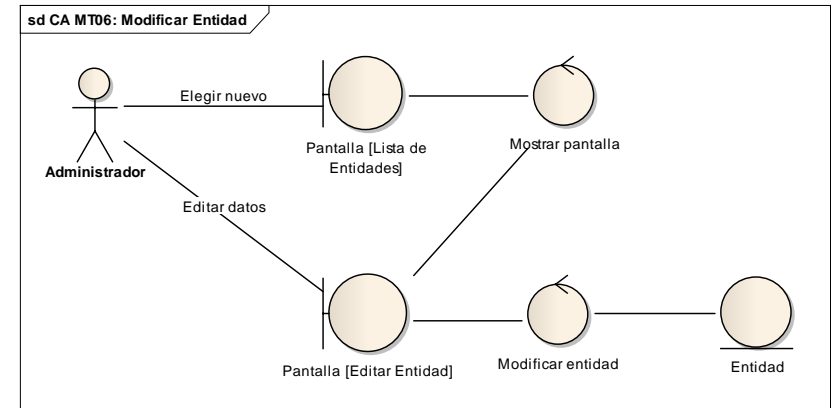 sd CA MT06: Modificar Entidad
Elegir nuevo
Pantalla [Lista de
Entidades]
Mostrar pantalla
Administrador
Editar datos
Pantalla [Editar Entidad]
Modificar entidad
Entidad